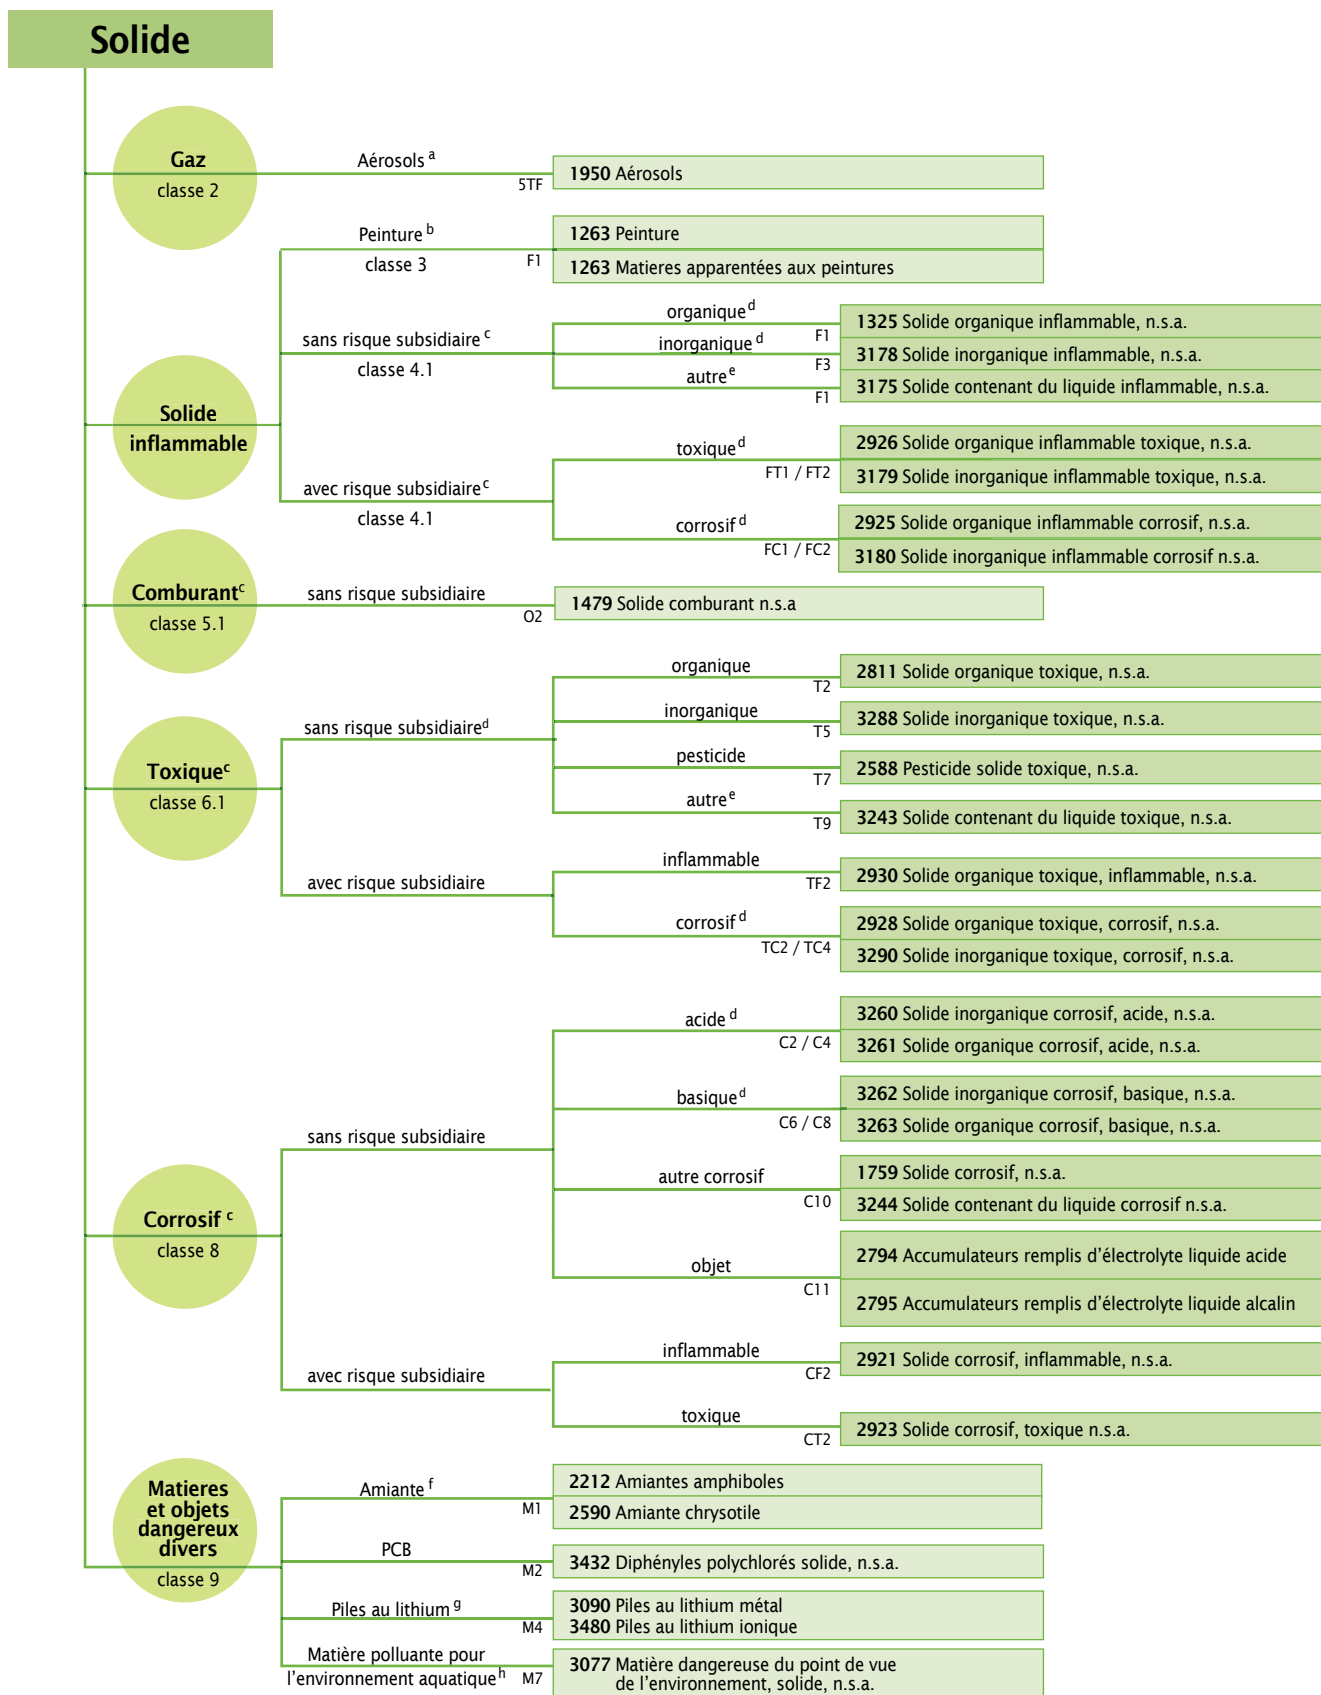 Solide
Gaz
classe 2
Aérosols a
5TF
1950 Aérosols
Peinture b
classe 3
F1
1263 Peinture
1263 Matieres apparentées aux peintures
Solide
inflammable
sans risque subsidiaire c
classe 4.1
organique d
F1
1325 Solide organique inflammable, n.s.a.
inorganique d
F3
3178 Solide inorganique inflammable, n.s.a.
autre e
F1
3175 Solide contenant du liquide inflammable, n.s.a.
avec risque subsidiaire c
classe 4.1
toxique d
FT1 / FT2
2926 Solide organique inflammable toxique, n.s.a.
3179 Solide inorganique inflammable toxique, n.s.a.
corrosif d
FC1 / FC2
2925 Solide organique inflammable corrosif, n.s.a.
3180 Solide inorganique inflammable corrosif n.s.a.
Comburant c
classe 5.1
sans risque subsidiaire
O2
1479 Solide comburant n.s.a
Toxique c
classe 6.1
sans risque subsidiaire d
organique
T2
2811 Solide organique toxique, n.s.a.
inorganique
T5
3288 Solide inorganique toxique, n.s.a.
pesticide
T7
2588 Pesticide solide toxique, n.s.a.
autre e
T9
3243 Solide contenant du liquide toxique, n.s.a.
avec risque subsidiaire
inflammable
TF2
2930 Solide organique toxique, inflammable, n.s.a.
corrosif d
TC2 / TC4
2928 Solide organique toxique, corrosif, n.s.a.
3290 Solide inorganique toxique, corrosif, n.s.a.
Corrosif c
classe 8
sans risque subsidiaire
acide d
C2 / C4
3260 Solide inorganique corrosif, acide, n.s.a.
3261 Solide organique corrosif, acide, n.s.a.
basique d
C6 / C8
3262 Solide inorganique corrosif, basique, n.s.a.
3263 Solide organique corrosif, basique, n.s.a.
autre corrosif
C10
1759 Solide corrosif, n.s.a.
3244 Solide contenant du liquide corrosif n.s.a.
objet
C11
2794 Accumulateurs remplis d'électrolyte liquide acide
2795 Accumulateurs remplis d'électrolyte liquide alcalin
avec risque subsidiaire
inflammable
CF2
2921 Solide corrosif, inflammable, n.s.a.
toxique
CT2
2923 Solide corrosif, toxique n.s.a.
Matieres
et objets
dangereux
divers
classe 9
Amiante f
M1
2212 Amiantes amphiboles
2590 Amiante chrysotile
PCB
M2
3432 Diphényles polychlorés solide, n.s.a.
Piles au lithium g
M4
3090 Piles au lithium métal
3480 Piles au lithium ionique
Matière polluante pour
l'environnement aquatique h
M7
3077 Matière dangereuse du point de vue
de l'environnement, solide, n.s.a.